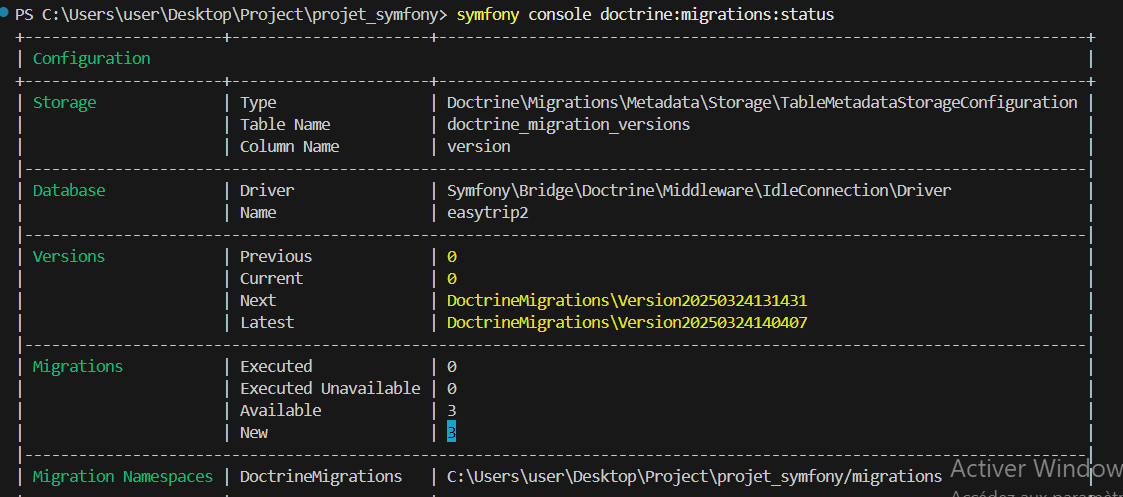 PS C:\Users\user\Desktop\Project\projet_symfony> symfony console doctrine:migrations:status
Configuration
Storage | Type | Doctrine\Migrations\Metadata\Storage\TableMetadataStorageConfiguration
| Table Name | doctrine_migration_versions
| Column Name | version
Database | Driver | Symfony\Bridge\Doctrine\Middleware\IdleConnection\Driver
| Name | easytrip2
Versions | Previous | 0
| Current | 0
| Next | DoctrineMigrations\Version20250324131431
| Latest | DoctrineMigrations\Version20250324140407
Migrations | Executed | 0
| Executed Unavailable | 0
| Available | 3
| New | 3
Migration Namespaces | DoctrineMigrations | C:\Users\user\Desktop\Project\projet_symfony/migrations
Activer Window
Accédez aux paramètr